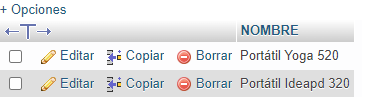 + Opciones
NOMBRE
Editar Copiar Borrar Portátil Yoga 520
Editar Copiar Borrar Portátil Ideapd 320